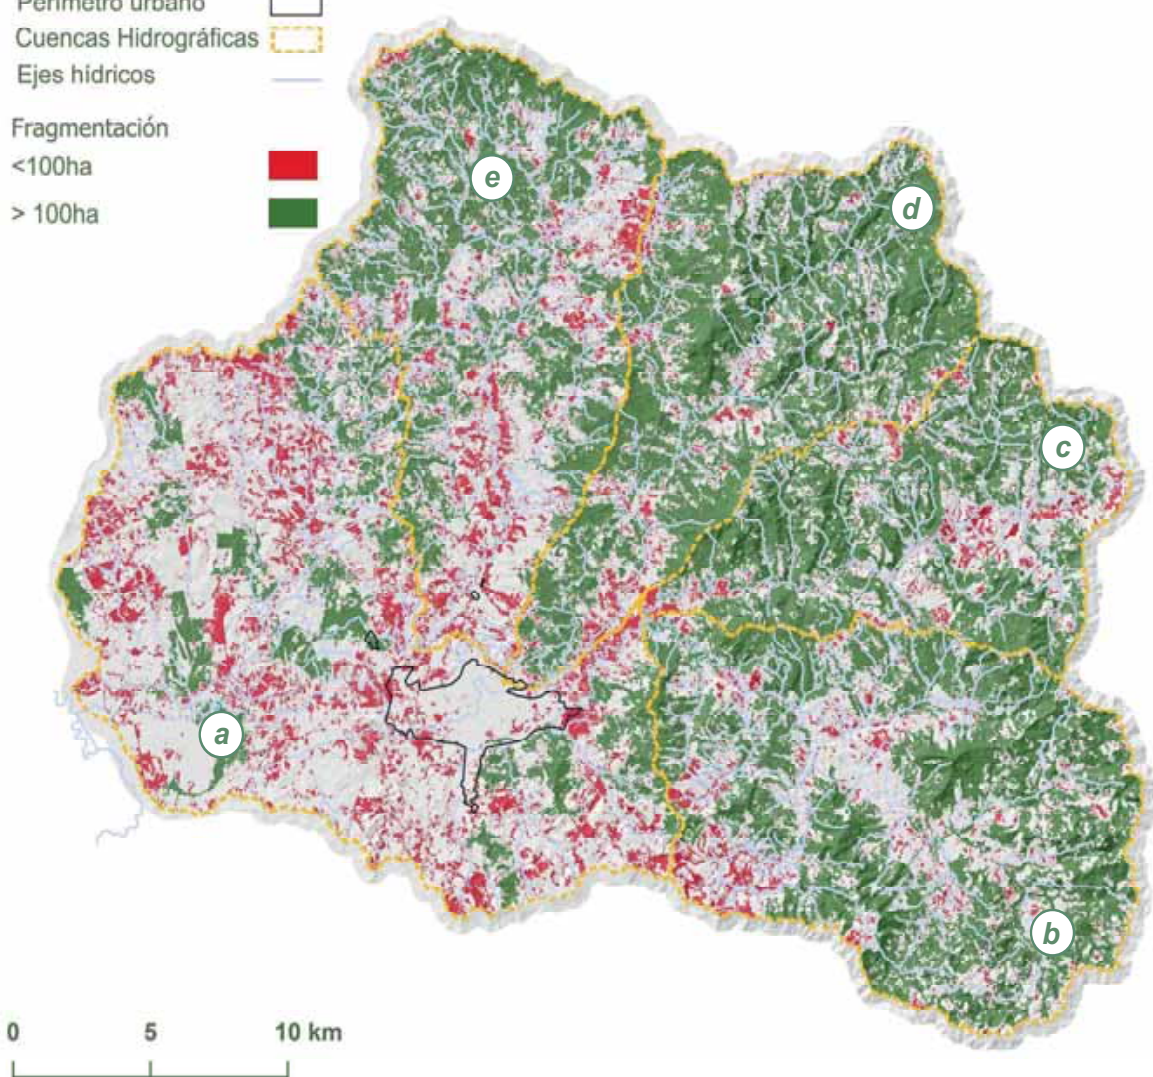 Perímetro urbano
Cuencas Hidrográficas
Ejes hídricos
Fragmentación
<100ha
> 100ha
e
d
c
a
b
0 5 10 km